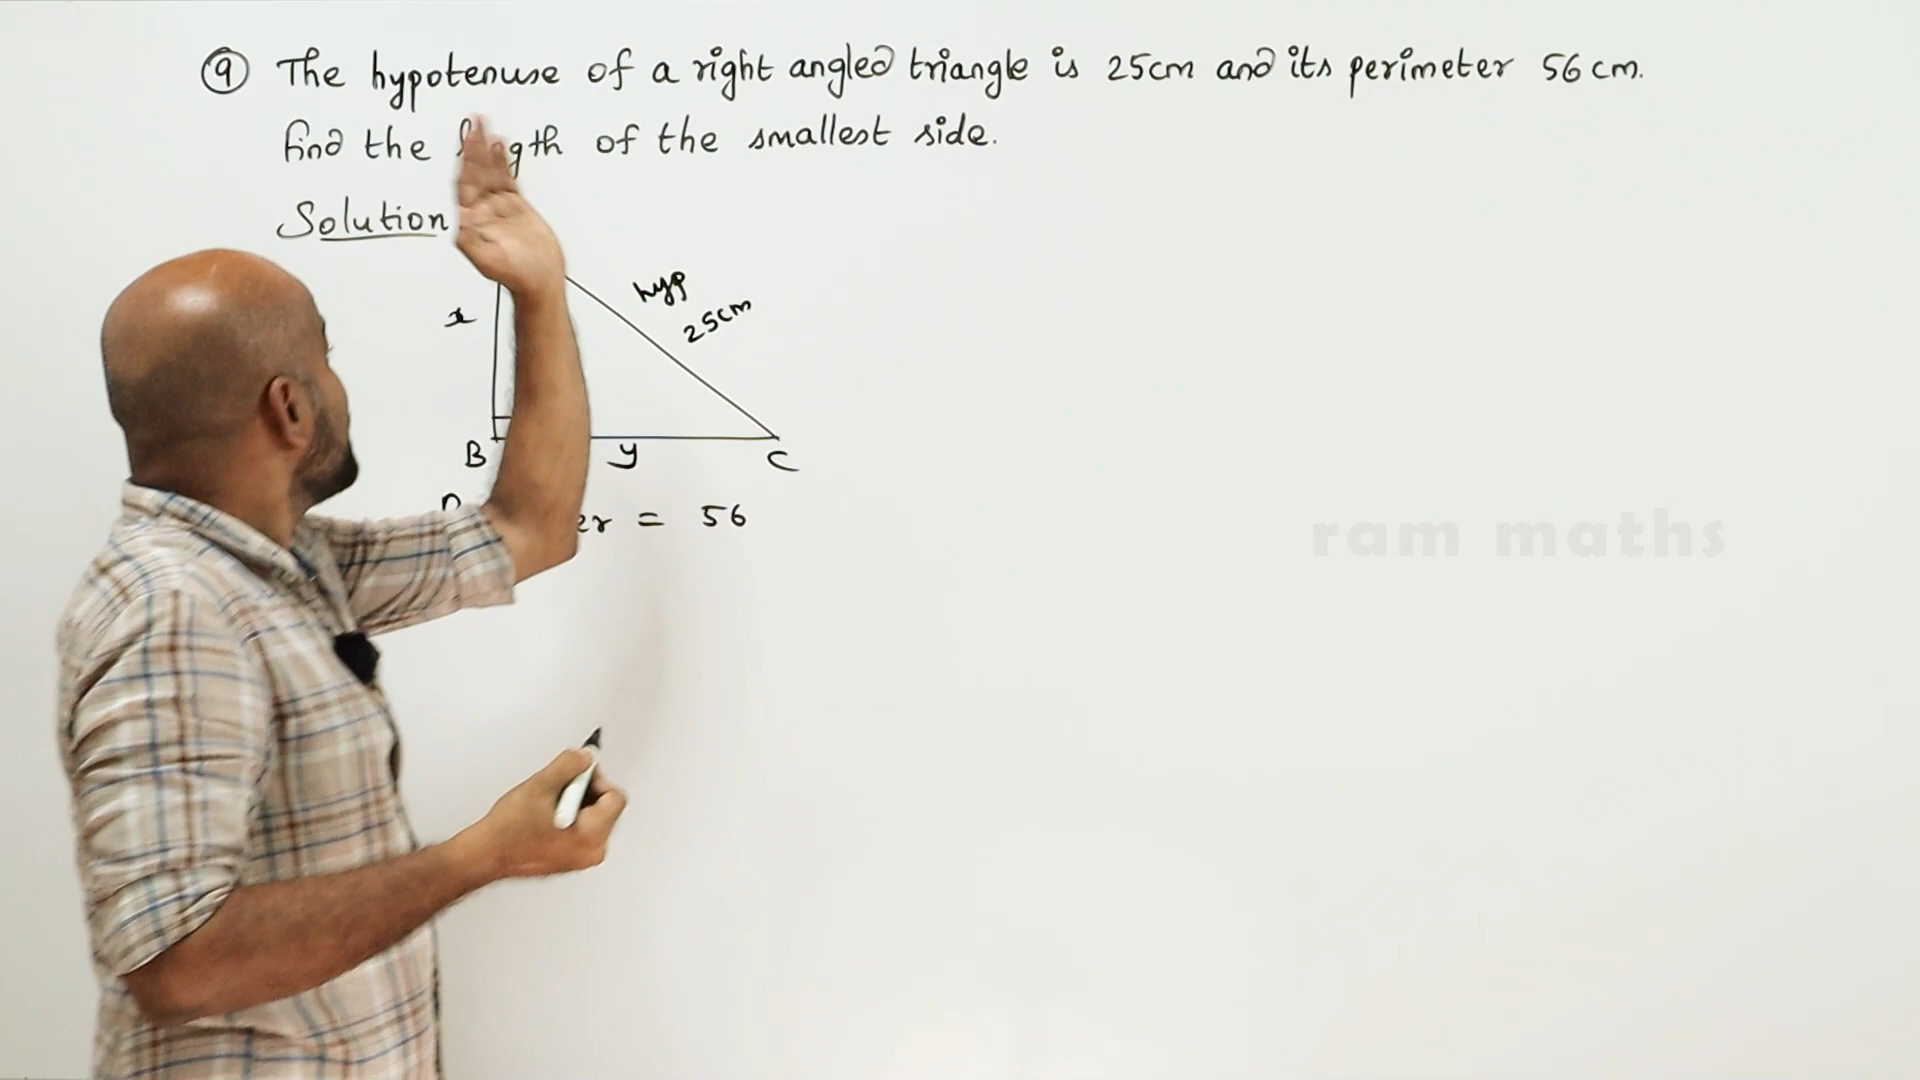 9 The hypotenuse of a right angled triangle is 25cm and its perimeter 56 cm.
find the length of the smallest side.
Solution
hyp
x
25cm
B
y
C
= 56
ram maths